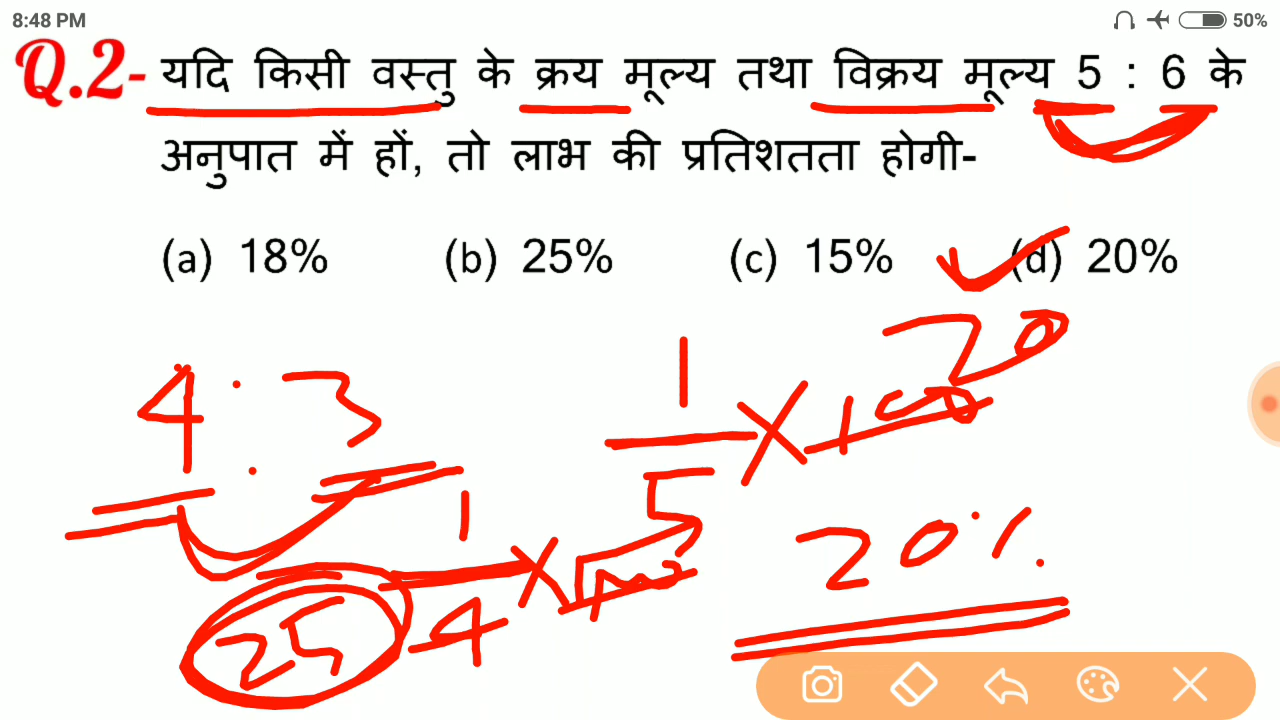 8:48 PM 50%
Q.2- यदि किसी वस्तु के क्रय मूल्य तथा विक्रय मूल्य 5 : 6 के
अनुपात में हों, तो लाभ की प्रतिशतता होगी-
(a) 18% (b) 25% (c) 15% (d) 20%
20
4 : 3
1 × 100
5
1 × 100
4
20%
25